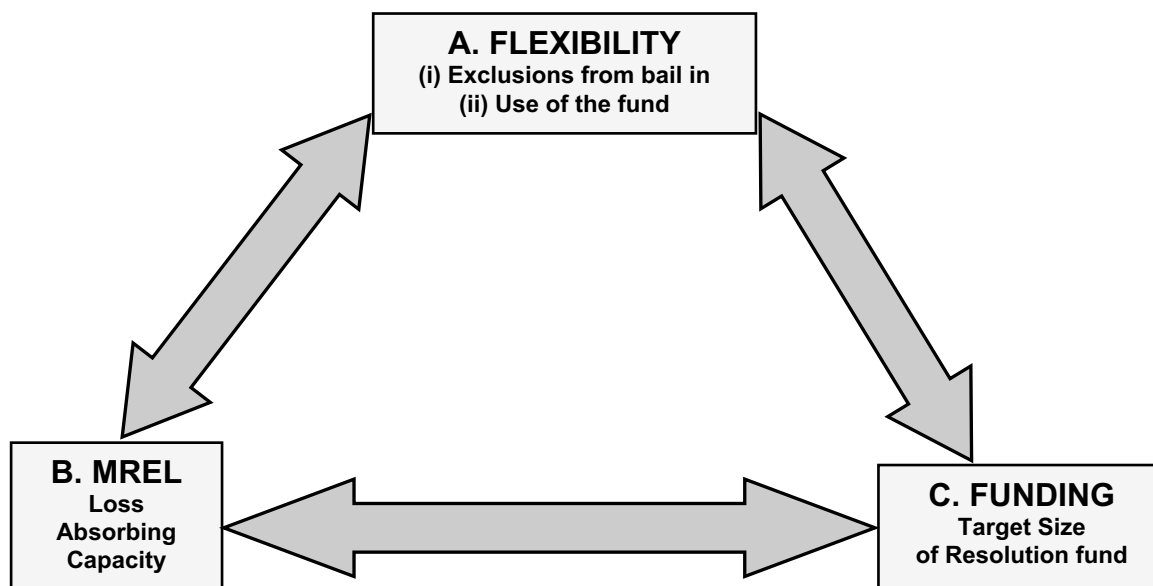 A. FLEXIBILITY
(i) Exclusions from bail in
(ii) Use of the fund
B. MREL
Loss
Absorbing
Capacity
C. FUNDING
Target Size
of Resolution fund